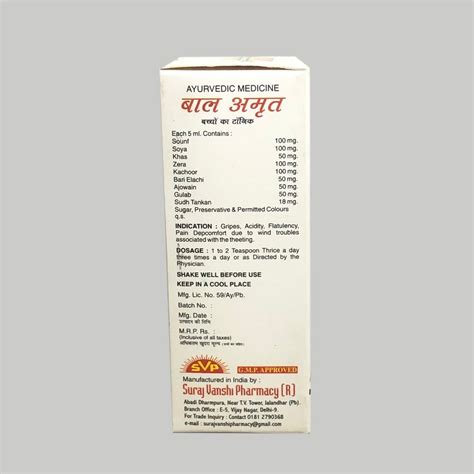 AYURVEDIC MEDICINE
बाल अमृत
बच्चों का टॉनिक
Each 5 ml. Contains :
Sounf 100 mg.
Soya 100 mg.
Khas 50 mg.
Zera 100 mg.
Kachoor 100 mg.
Bari Elachi 50 mg.
Ajowain 50 mg.
Gulab 50 mg.
Sudh Tankan 18 mg.
Sugar, Preservative & Permitted Colours
q.s.
INDICATION : Gripes, Acidity, Flatulency,
Pain Depcomfort due to wind troubles
associated with the theeting.
DOSAGE : 1 to 2 Teaspoon Thrice a day
three times a day or as Directed by the
Physician.
SHAKE WELL BEFORE USE
KEEP IN A COOL PLACE
Mfg. Lic. No. 59/Ay/Pb.
Batch No. :
Mfg. Date :
उत्पादन की तिथि
M.R.P. Rs. :
(Inclusive of all taxes)
अधिकतम खुदरा मूल्य
SVP
G.M.P. APPROVED
Manufactured in India by :
Suraj Vanshi Pharmacy (R)
Abadi Dharmpura, Near T.V. Tower, Jalandhar (Pb).
Branch Office : E-5, Vijay Nagar, Delhi-9.
For Trade Inquiry : Contact 0181 2790368
e-mail : surajvanshipharmacy@gmail.com